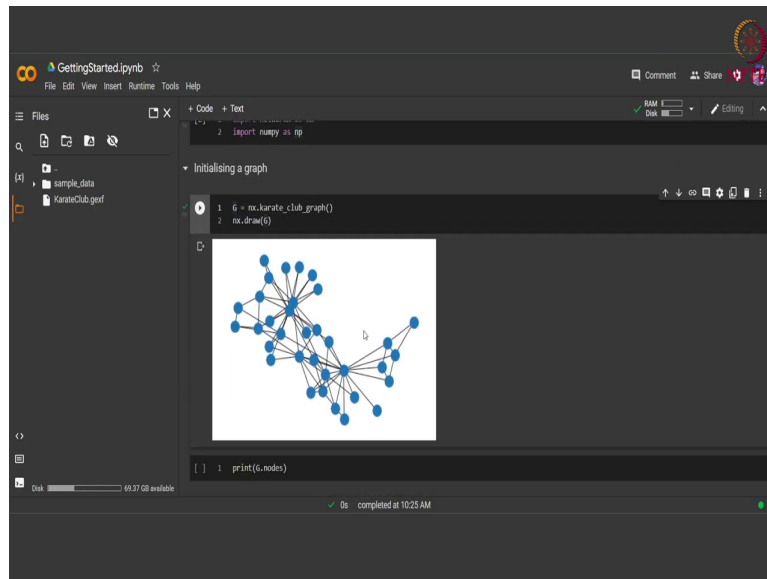 GettingStarted.ipynb
File Edit View Insert Runtime Tools Help
Comment Share
Files
+ Code + Text
RAM
Disk
Editing
2 import numpy as np
..
sample_data
KarateClub.gexf
{x}
Initialising a graph
1 G = nx.karate_club_graph()
2 nx.draw(G)
[ ] 1 print(G.nodes)
Disk 69.37 GB available
0s completed at 10:25 AM